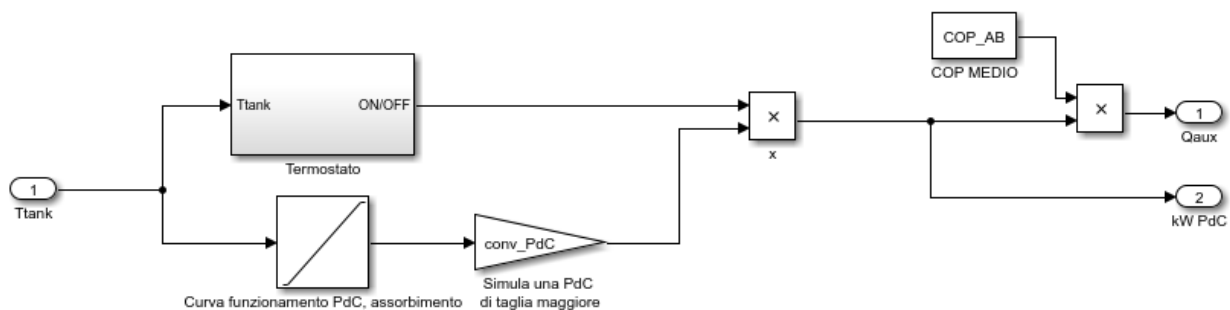 COP_AB
COP MEDIO
Ttank
ON/OFF
Termostato
×
x
×
1
Qaux
1
Ttank
2
kW PdC
conv_PdC
Curva funzionamento PdC, assorbimento
Simula una PdC
di taglia maggiore